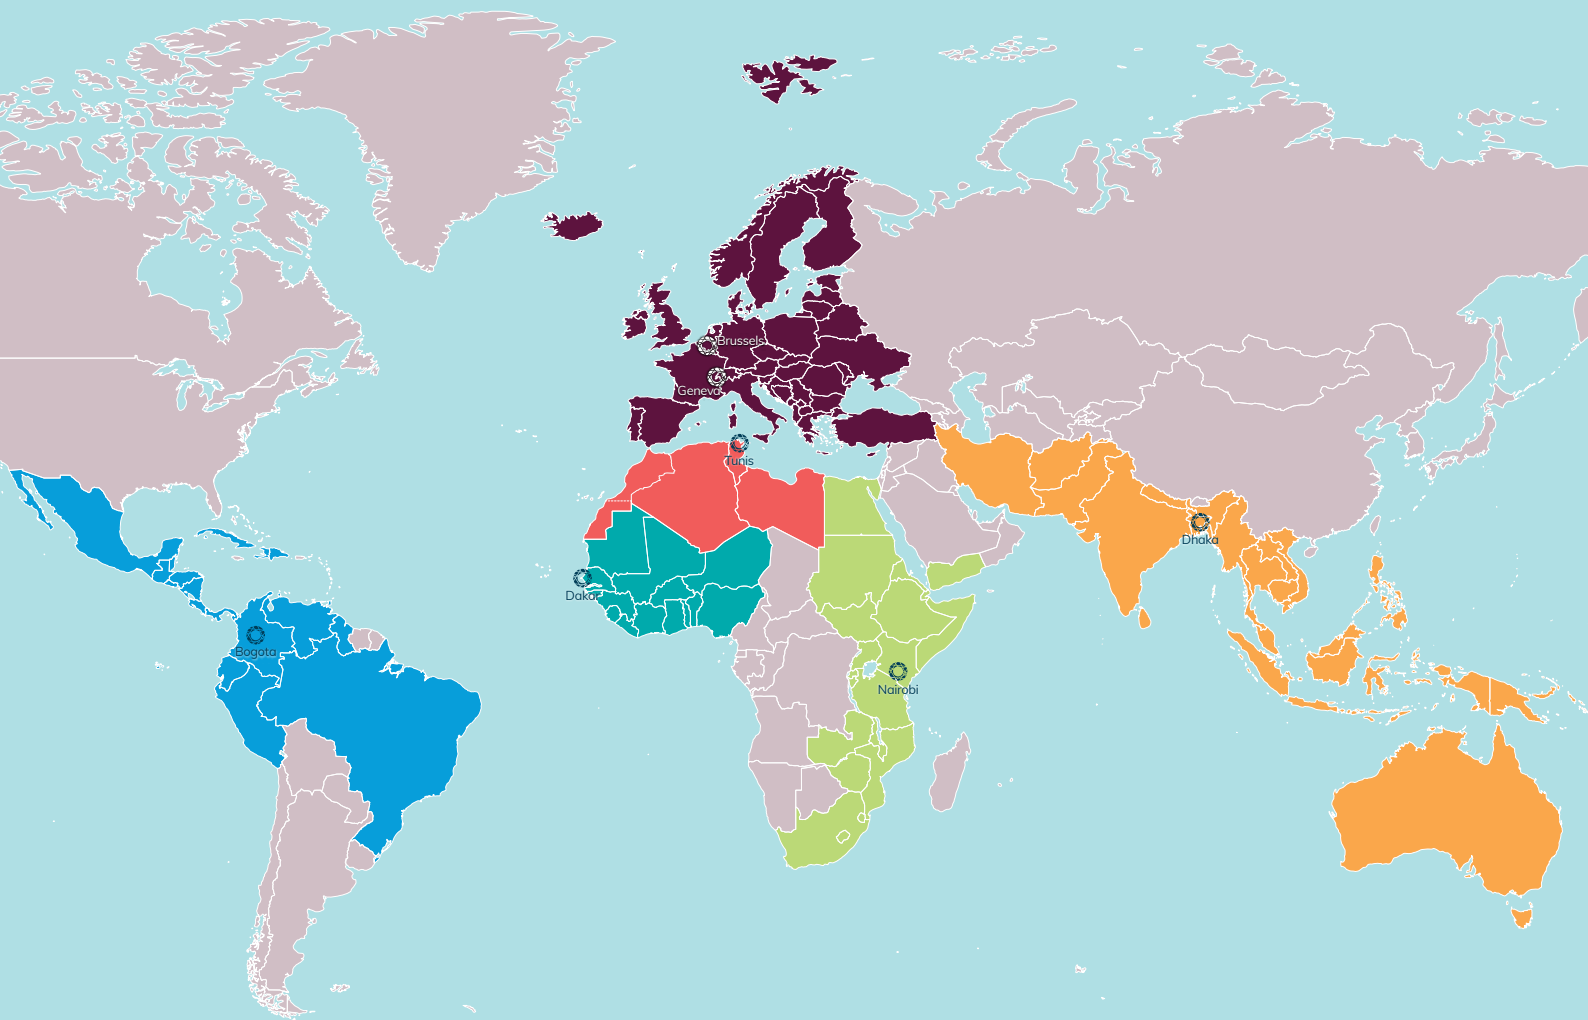 Brussels
Geneva
Tunis
Dhaka
Dakar
Bogota
Nairobi